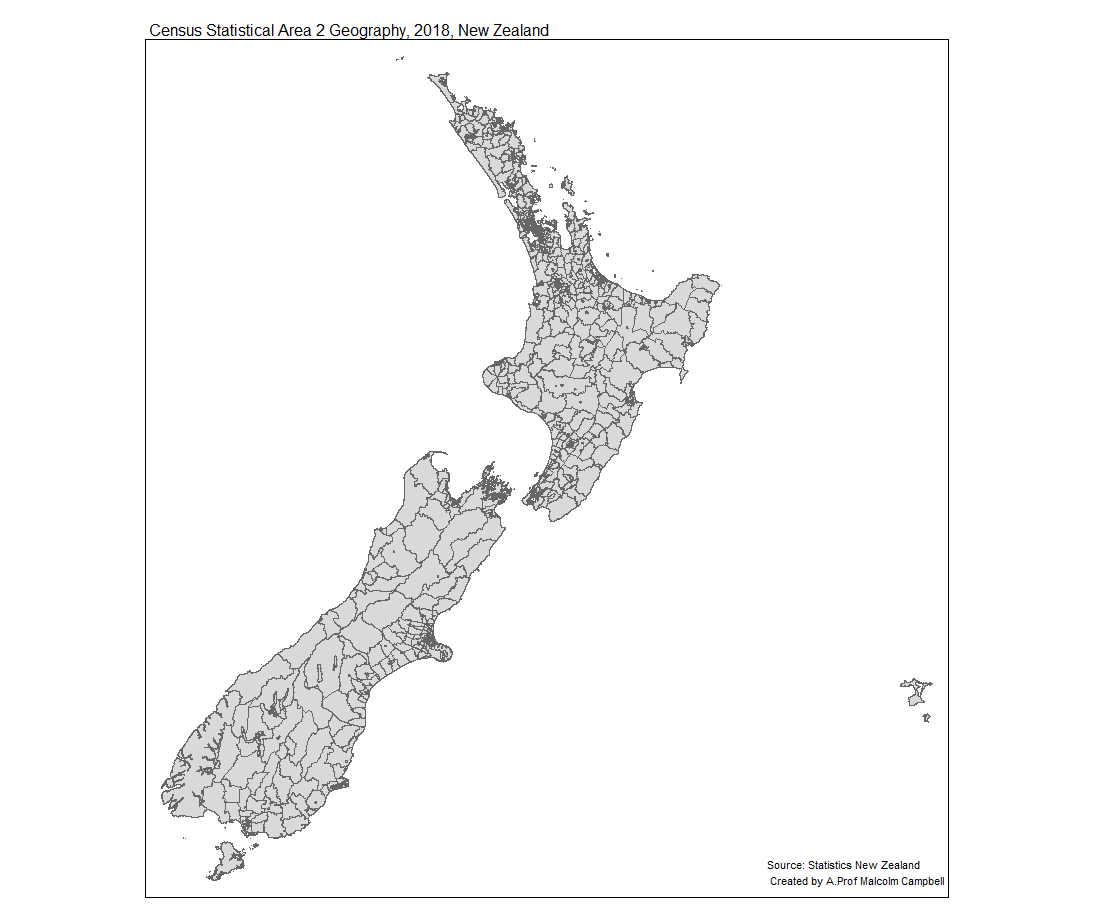 Census Statistical Area 2 Geography, 2018, New Zealand
Source: Statistics New Zealand
Created by A.Prof Malcolm Campbell